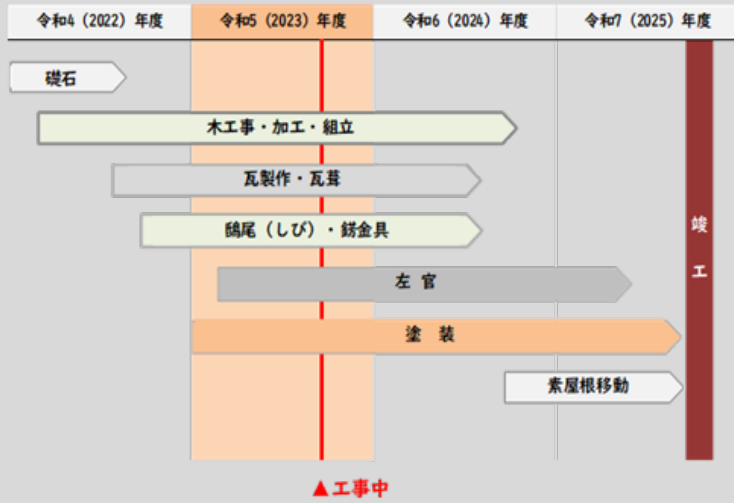 令和4（2022）年度 令和5（2023）年度 令和6（2024）年度 令和7（2025）年度
礎石
木工事・加工・組立
瓦製作・瓦葺
鴟尾（しび）・錺金具
左 官
塗 装
素屋根移動
竣
工
▲工事中